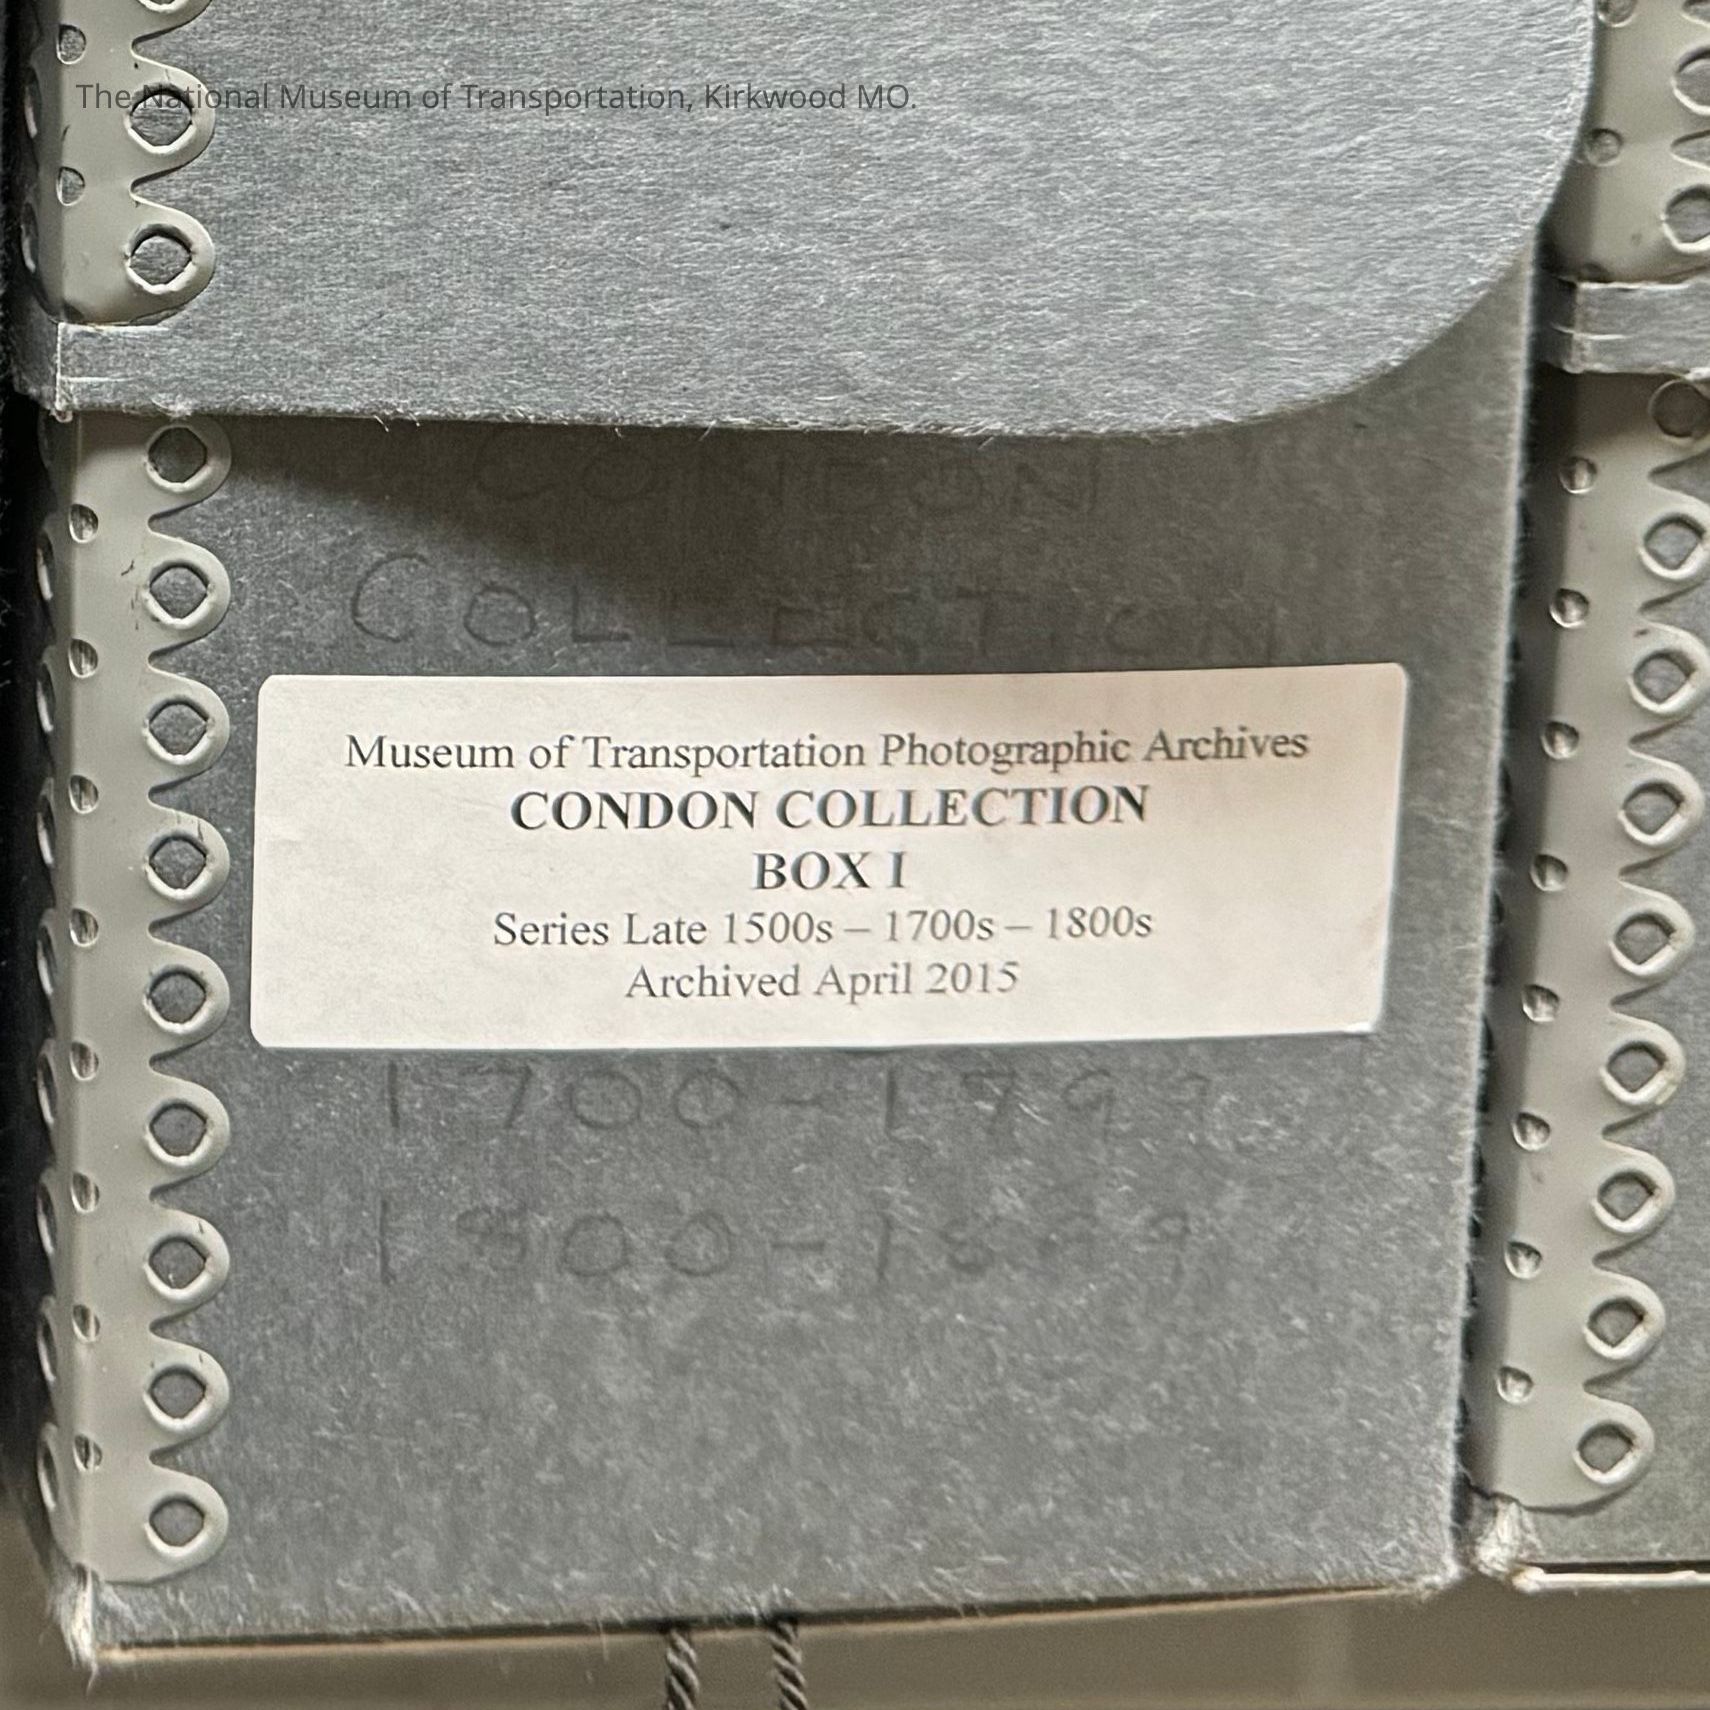 The National Museum of Transportation, Kirkwood MO.
CONDON
COLLECTION
Museum of Transportation Photographic Archives
CONDON COLLECTION
BOX I
Series Late 1500s – 1700s – 1800s
Archived April 2015
1700-1799
1800-1899